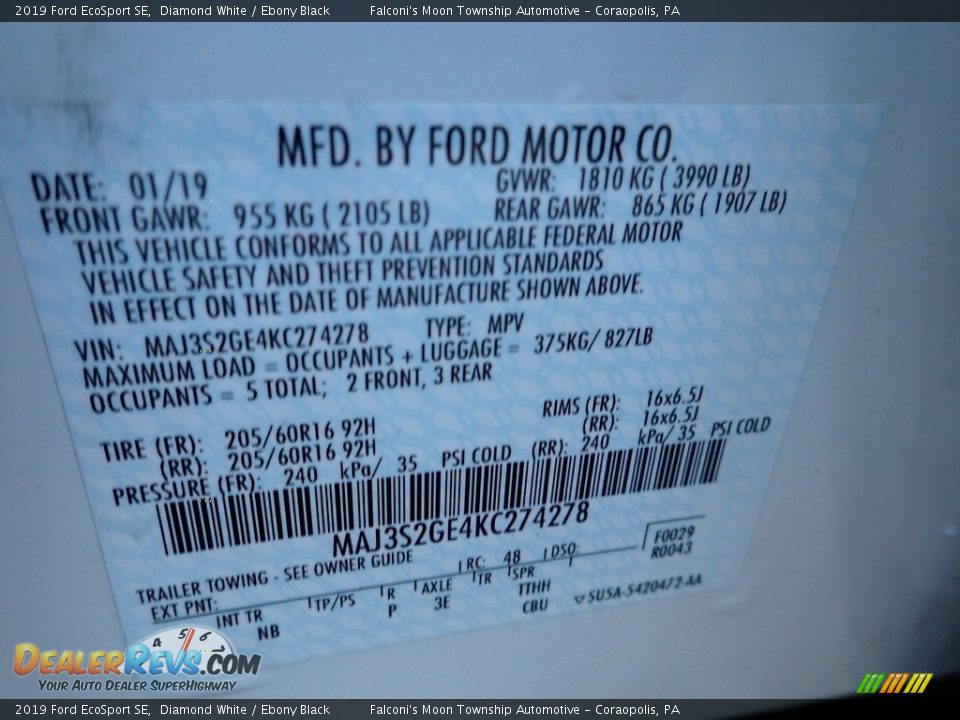 2019 Ford EcoSport SE, Diamond White / Ebony Black Falconi's Moon Township Automotive - Coraopolis, PA
MFD. BY FORD MOTOR CO.
DATE: 01/19 GVWR: 1810 KG ( 3990 LB)
FRONT GAWR: 955 KG ( 2105 LB) REAR GAWR: 865 KG ( 1907 LB)
THIS VEHICLE CONFORMS TO ALL APPLICABLE FEDERAL MOTOR
VEHICLE SAFETY AND THEFT PREVENTION STANDARDS
IN EFFECT ON THE DATE OF MANUFACTURE SHOWN ABOVE.
VIN: MAJ3S2GE4KC274278 TYPE: MPV
MAXIMUM LOAD = OCCUPANTS + LUGGAGE = 375KG/ 827LB
OCCUPANTS = 5 TOTAL; 2 FRONT, 3 REAR
TIRE (FR): 205/60R16 92H RIMS (FR): 16x6.5J
(RR): 205/60R16 92H (RR): 16x6.5J
PRESSURE (FR): 240 kPa/ 35 PSI COLD (RR): 240 kPa/ 35 PSI COLD
MAJ3S2GE4KC274278
TRAILER TOWING - SEE OWNER GUIDE
F0029
EXT PNT: RC: 48 DSO: R0043
INT TR TP/PS R AXLE TR SPR
NB P 3E TTHH
CBU 5U5A-S420472-AA
4 5 6
DealerRevs.com
Your Auto Dealer SuperHighway
2019 Ford EcoSport SE, Diamond White / Ebony Black Falconi's Moon Township Automotive - Coraopolis, PA